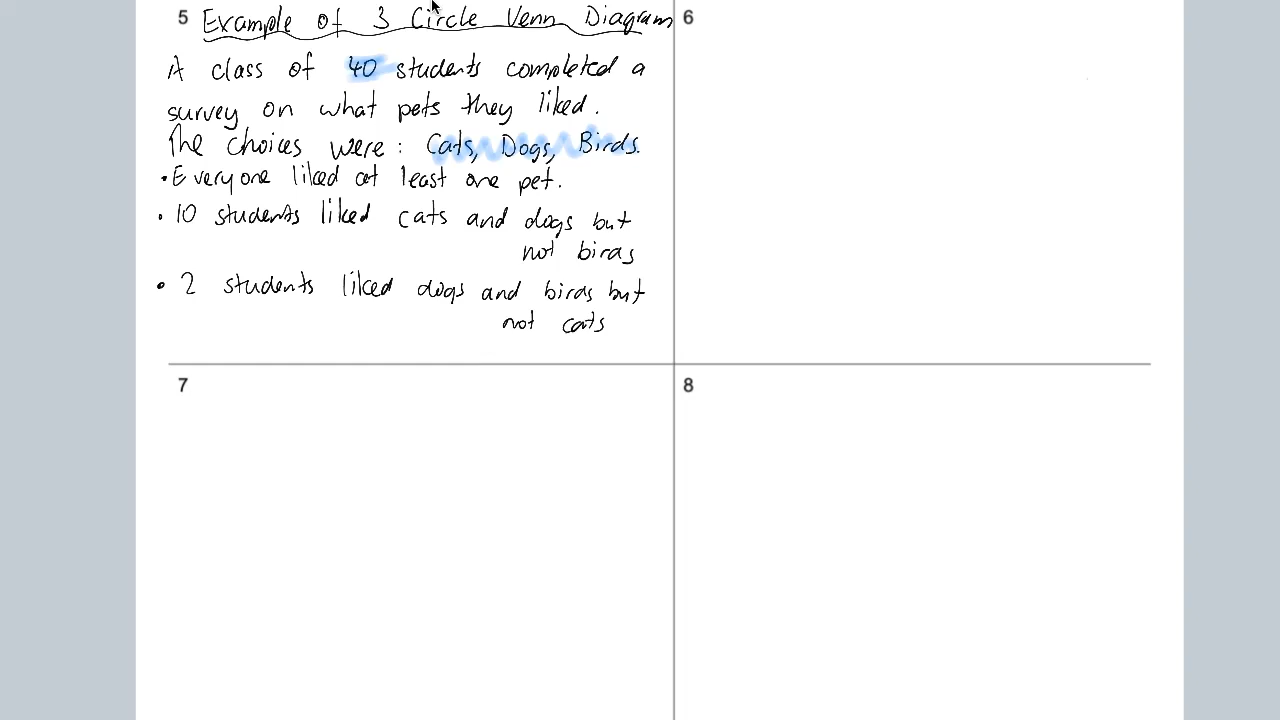 5 Example of 3 Circle Venn Diagram
A class of 40 students completed a
survey on what pets they liked.
The choices were: Cats, Dogs, Birds.
• Everyone liked at least one pet.
• 10 students liked cats and dogs but
not birds
• 2 students liked dogs and birds but
not cats
6
7
8